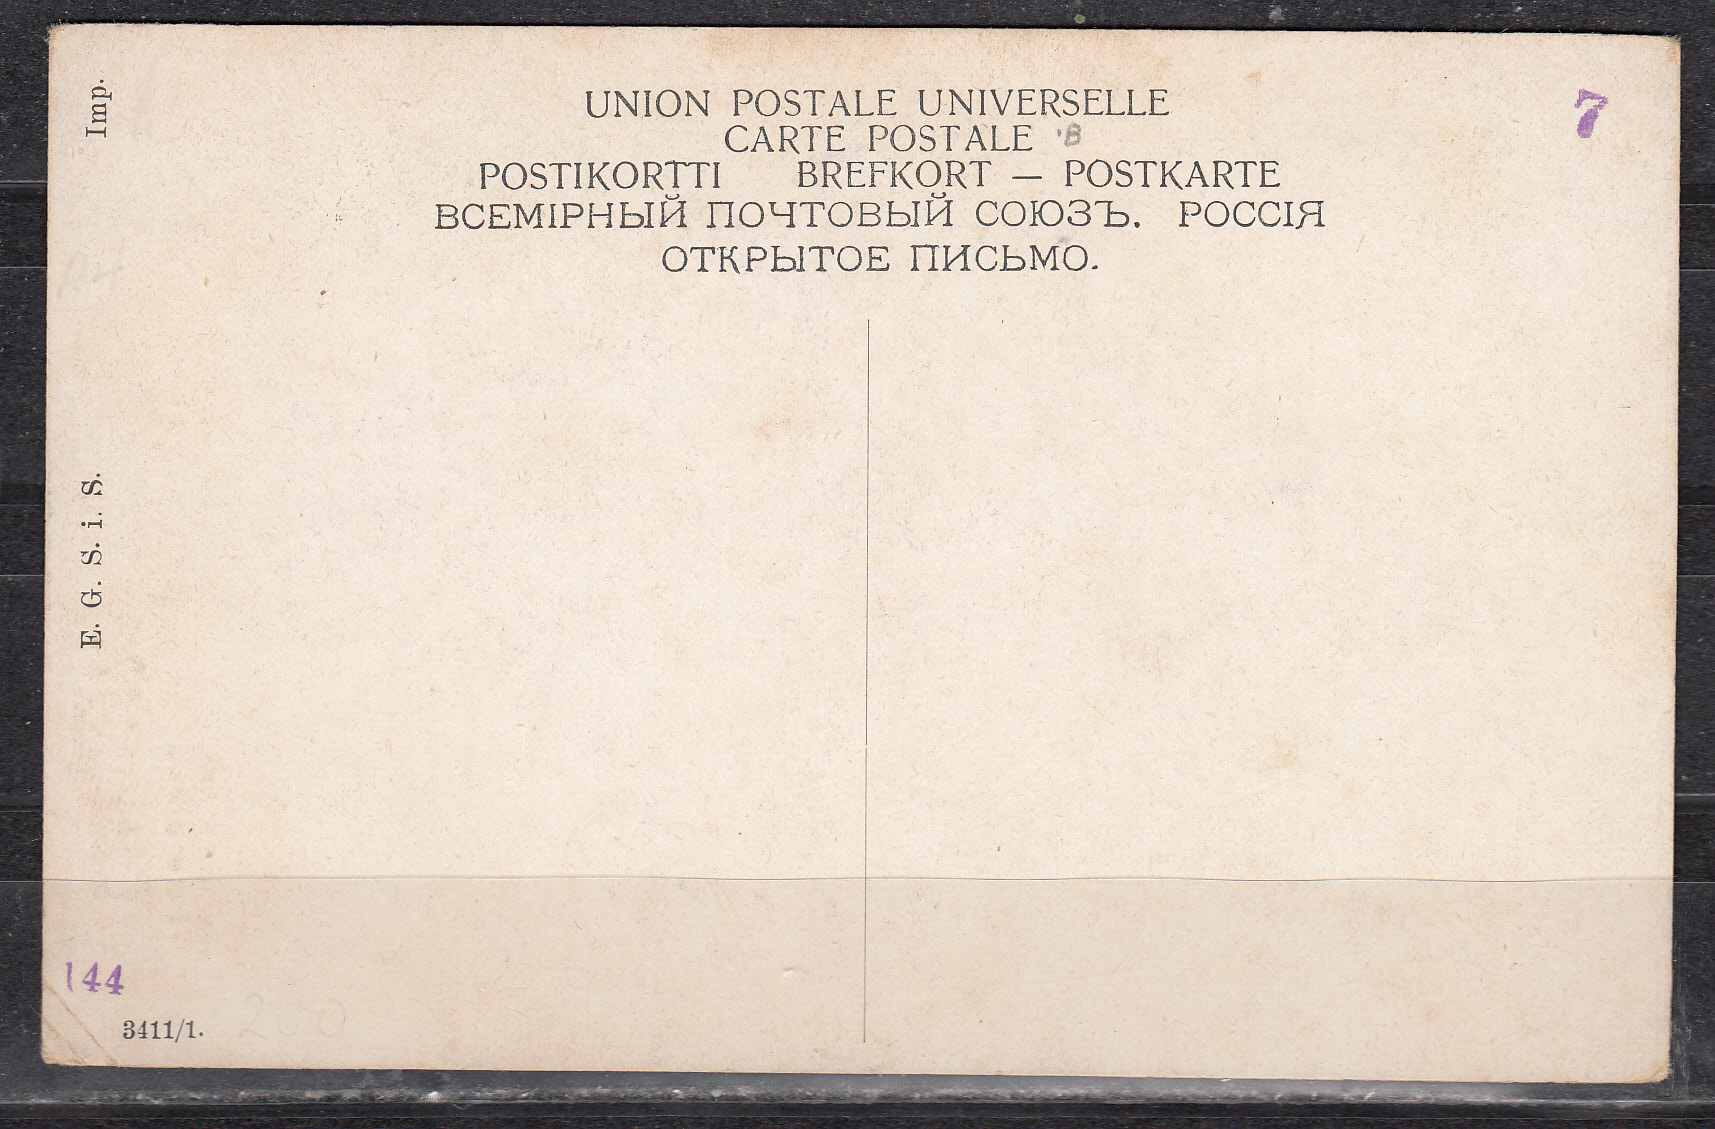 UNION POSTALE UNIVERSELLE
CARTE POSTALE
POSTIKORTTI BREFKORT — POSTKARTE
ВСЕМІРНЫЙ ПОЧТОВЫЙ СОЮЗЪ. РОССІЯ
ОТКРЫТОЕ ПИСЬМО.
7
Imp.
E. G. S. i. S.
144
3411/1.
200